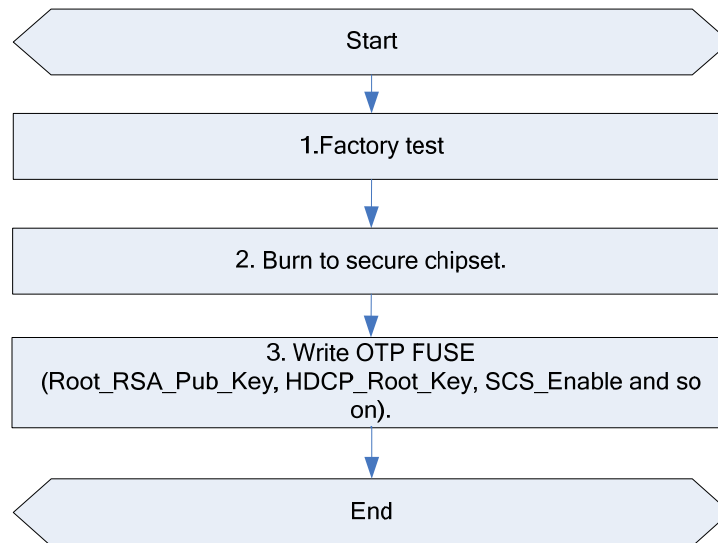 Start
1.Factory test
2. Burn to secure chipset.
3. Write OTP FUSE
(Root_RSA_Pub_Key, HDCP_Root_Key, SCS_Enable and so
on).
End